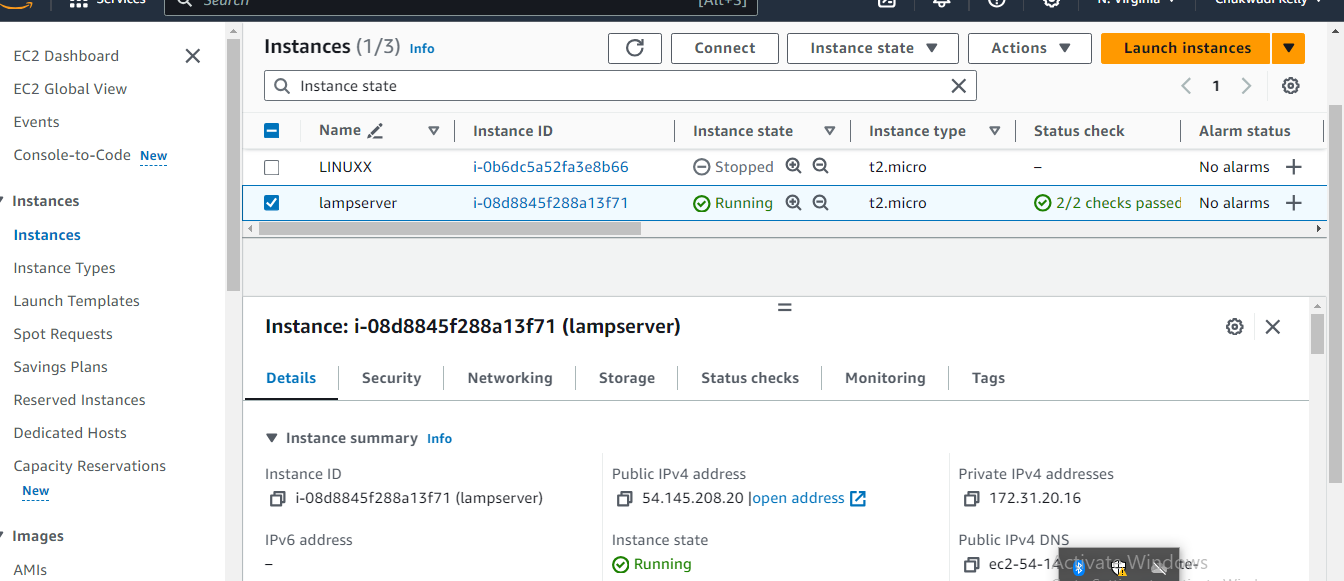 Services
Search
[Alt+S]
N. Virginia
Chakwadi Kelly
EC2 Dashboard
EC2 Global View
Events
Console-to-Code New
Instances
Instances
Instance Types
Launch Templates
Spot Requests
Savings Plans
Reserved Instances
Dedicated Hosts
Capacity Reservations
New
Images
AMIs
Instances (1/3) Info
Connect
Instance state
Actions
Launch instances
Instance state
1
Name Instance ID Instance state Instance type Status check Alarm status
LINUXX i-0b6dc5a52fa3e8b66 Stopped t2.micro – No alarms
lampserver i-08d8845f288a13f71 Running t2.micro 2/2 checks passed No alarms
Instance: i-08d8845f288a13f71 (lampserver)
Details Security Networking Storage Status checks Monitoring Tags
Instance summary Info
Instance ID
i-08d8845f288a13f71 (lampserver)
Public IPv4 address
54.145.208.20 |open address
Private IPv4 addresses
172.31.20.16
IPv6 address
–
Instance state
Running
Public IPv4 DNS
ec2-54-1
Activate Windows